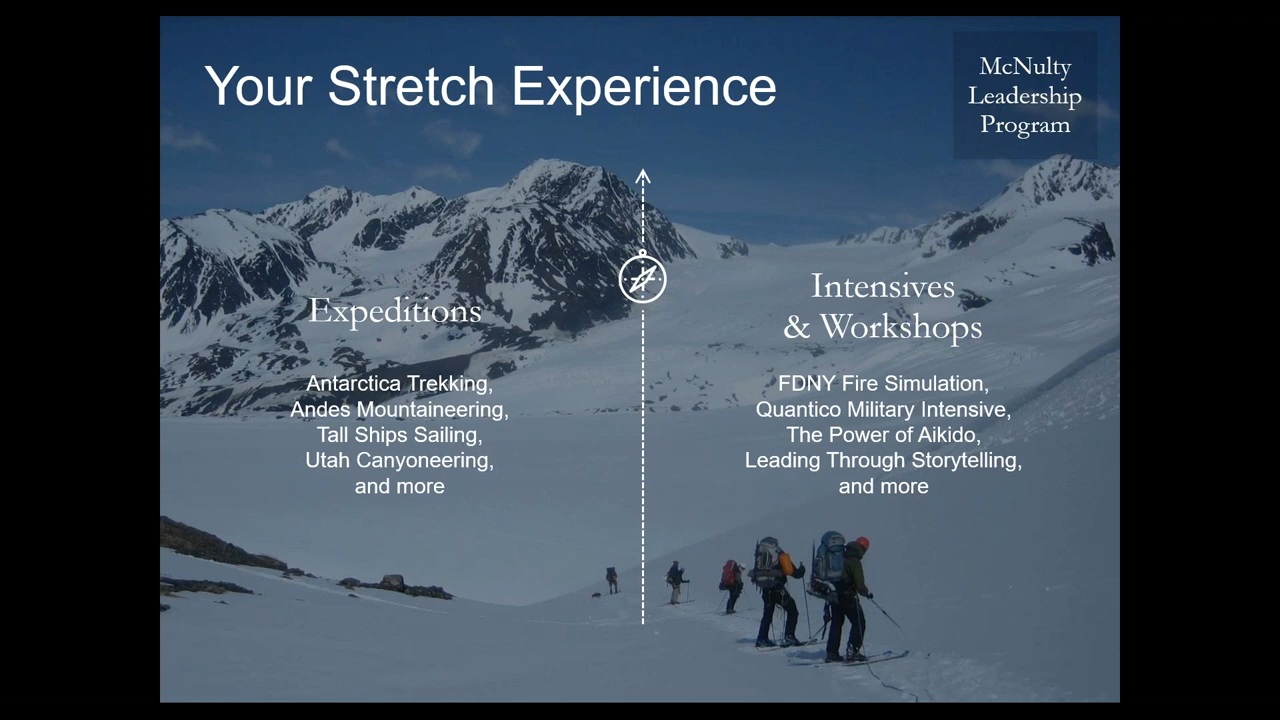 Your Stretch Experience
McNulty
Leadership
Program
Expeditions
Antarctica Trekking,
Andes Mountaineering,
Tall Ships Sailing,
Utah Canyoneering,
and more
Intensives
& Workshops
FDNY Fire Simulation,
Quantico Military Intensive,
The Power of Aikido,
Leading Through Storytelling,
and more